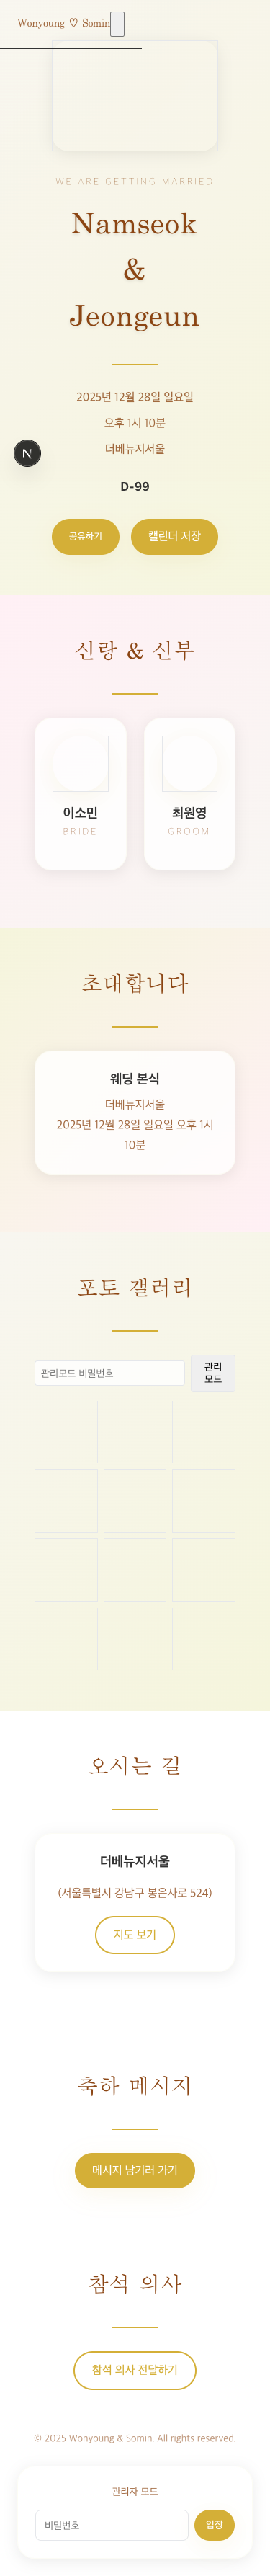 Wonyoung ♡ Somin
WE ARE GETTING MARRIED
Namseok
&
Jeongeun
2025년 12월 28일 일요일
오후 1시 10분
더베뉴지서울
N
D-99
공유하기
캘린더 저장
신랑 & 신부
이소민
BRIDE
최원영
GROOM
초대합니다
웨딩 본식
더베뉴지서울
2025년 12월 28일 일요일 오후 1시
10분
포토 갤러리
관리모드 비밀번호
관리
모드
오시는 길
더베뉴지서울
(서울특별시 강남구 봉은사로 524)
지도 보기
축하 메시지
메시지 남기러 가기
참석 의사
참석 의사 전달하기
© 2025 Wonyoung & Somin. All rights reserved.
관리자 모드
비밀번호
입장